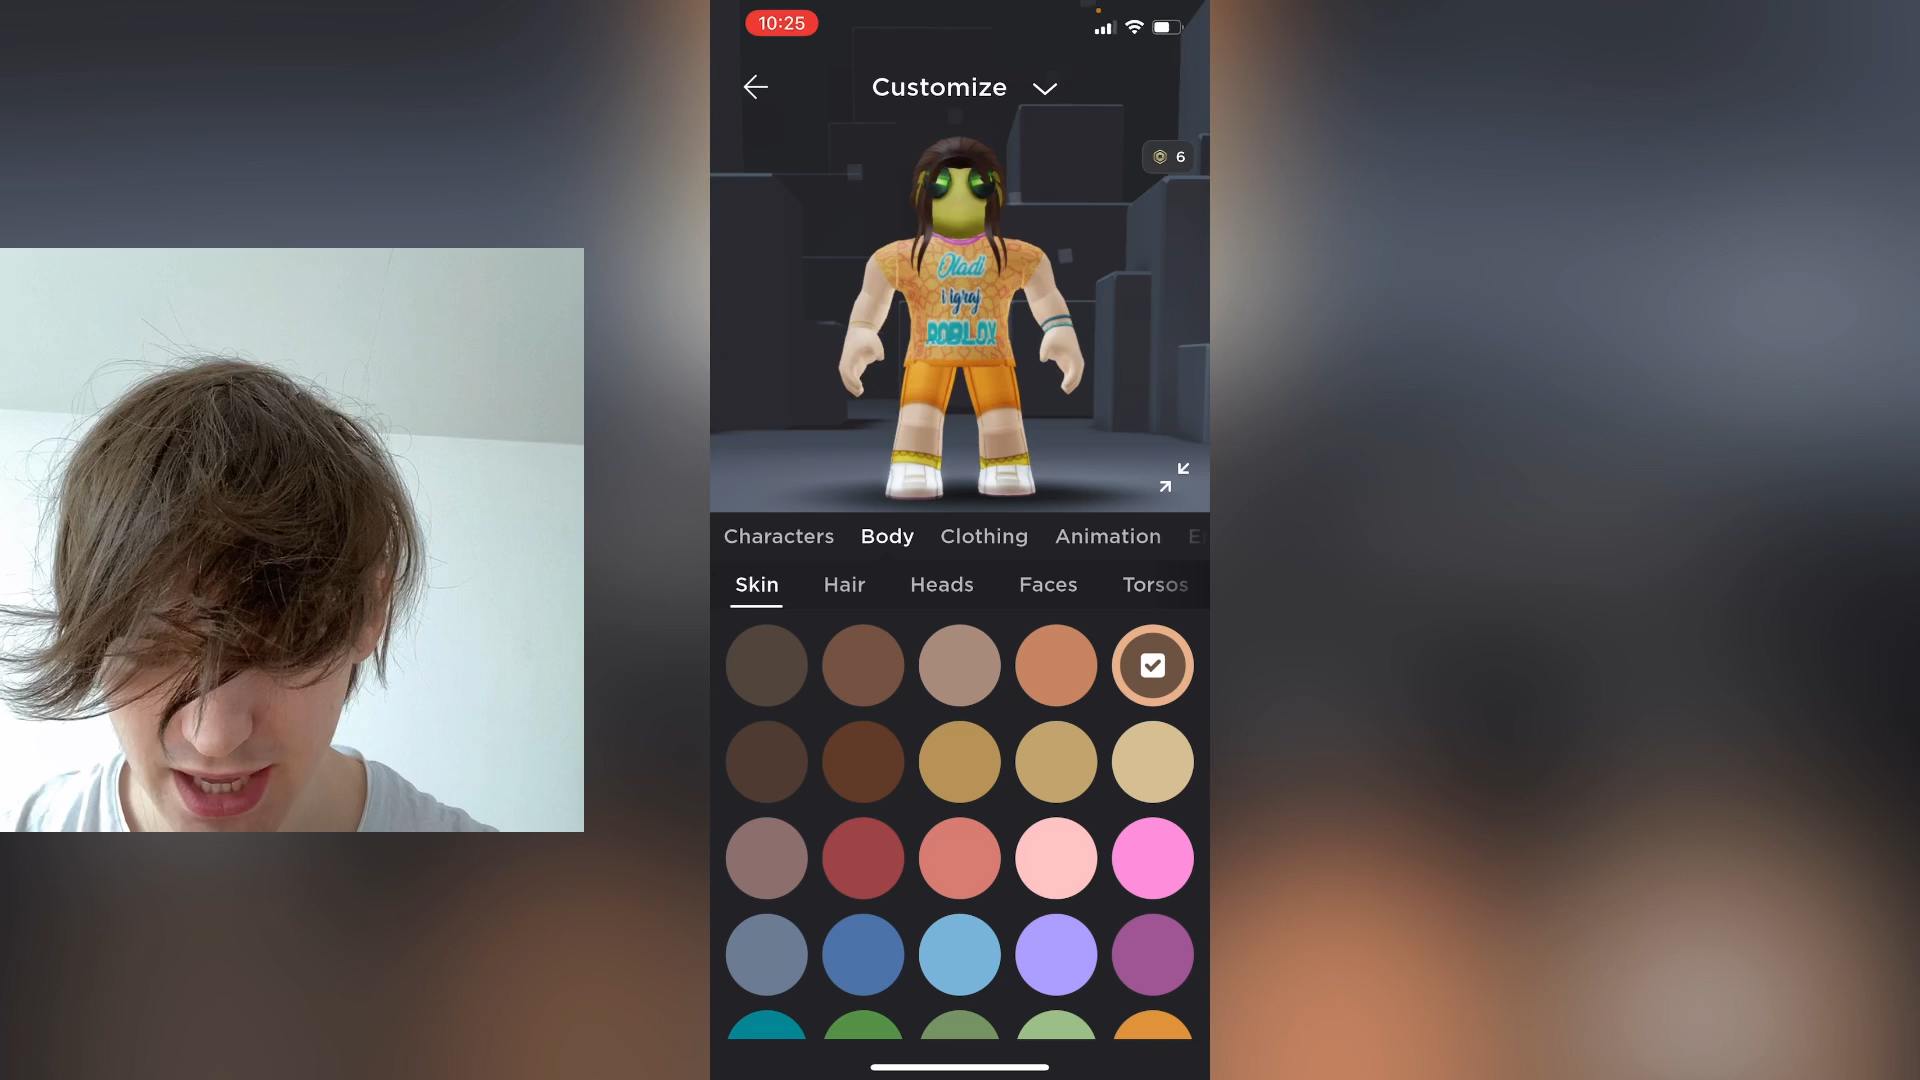 10:25
Customize
6
Oladi
i igraj
ROBLOX
Characters Body Clothing Animation
Skin Hair Heads Faces Torsos